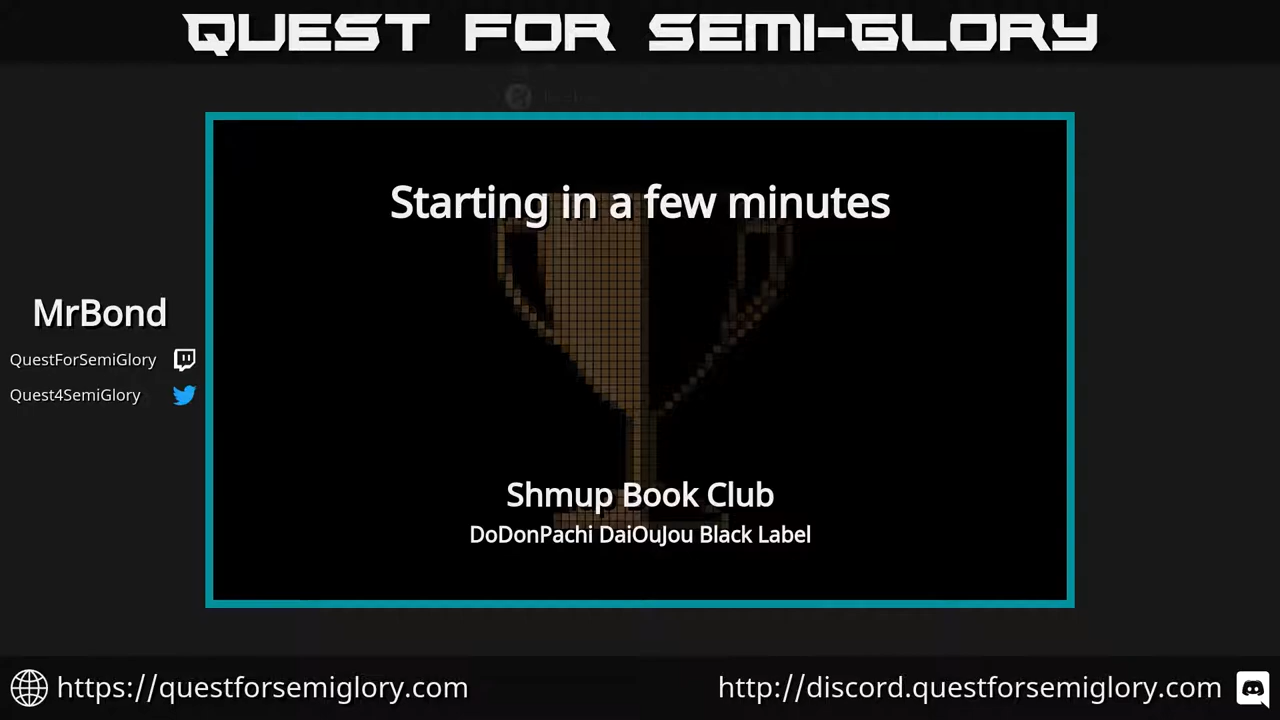 QUEST FOR SEMI-GLORY
Starting in a few minutes
MrBond
QuestForSemiGlory
Quest4SemiGlory
Shmup Book Club
DoDonPachi DaiOuJou Black Label
https://questforsemiglory.com
http://discord.questforsemiglory.com